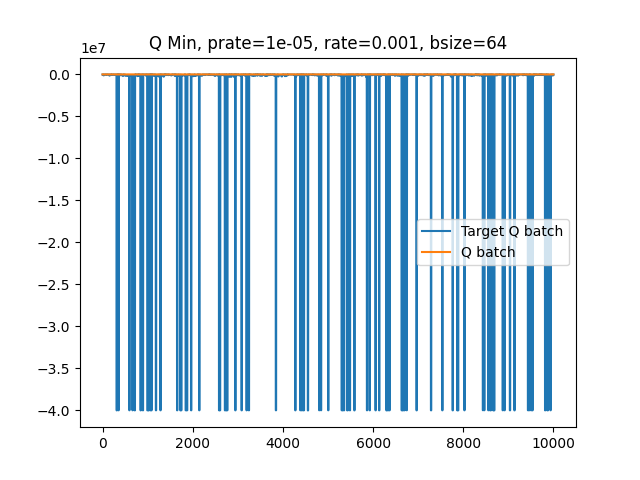 Q Min, prate=1e-05, rate=0.001, bsize=64
1e7
0.0
−0.5
−1.0
−1.5
−2.0
−2.5
−3.0
−3.5
−4.0
Target Q batch
Q batch
0 2000 4000 6000 8000 10000